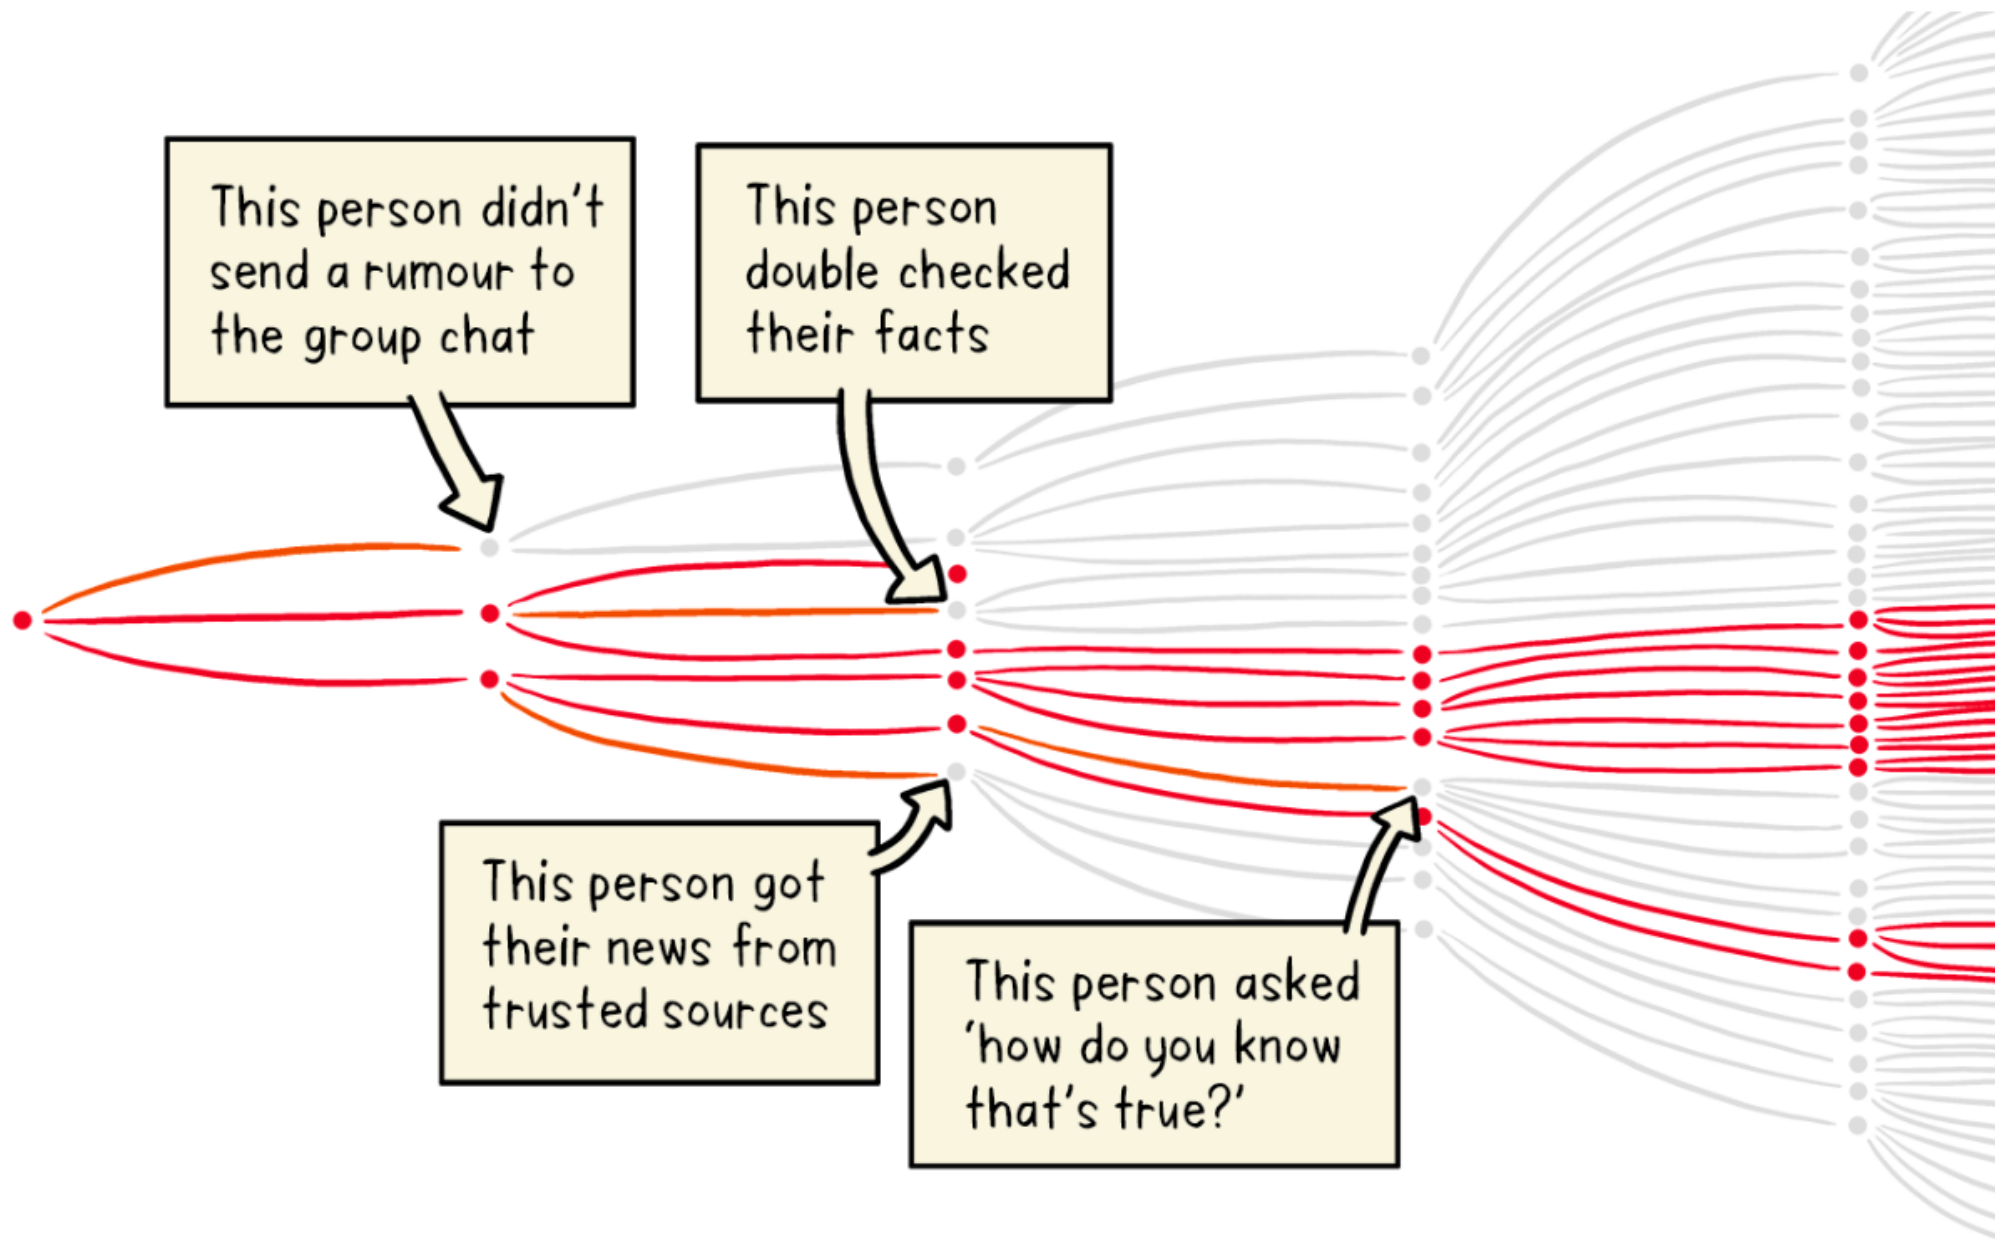 This person didn't
send a rumour to
the group chat
This person
double checked
their facts
This person got
their news from
trusted sources
This person asked
'how do you know
that's true?'